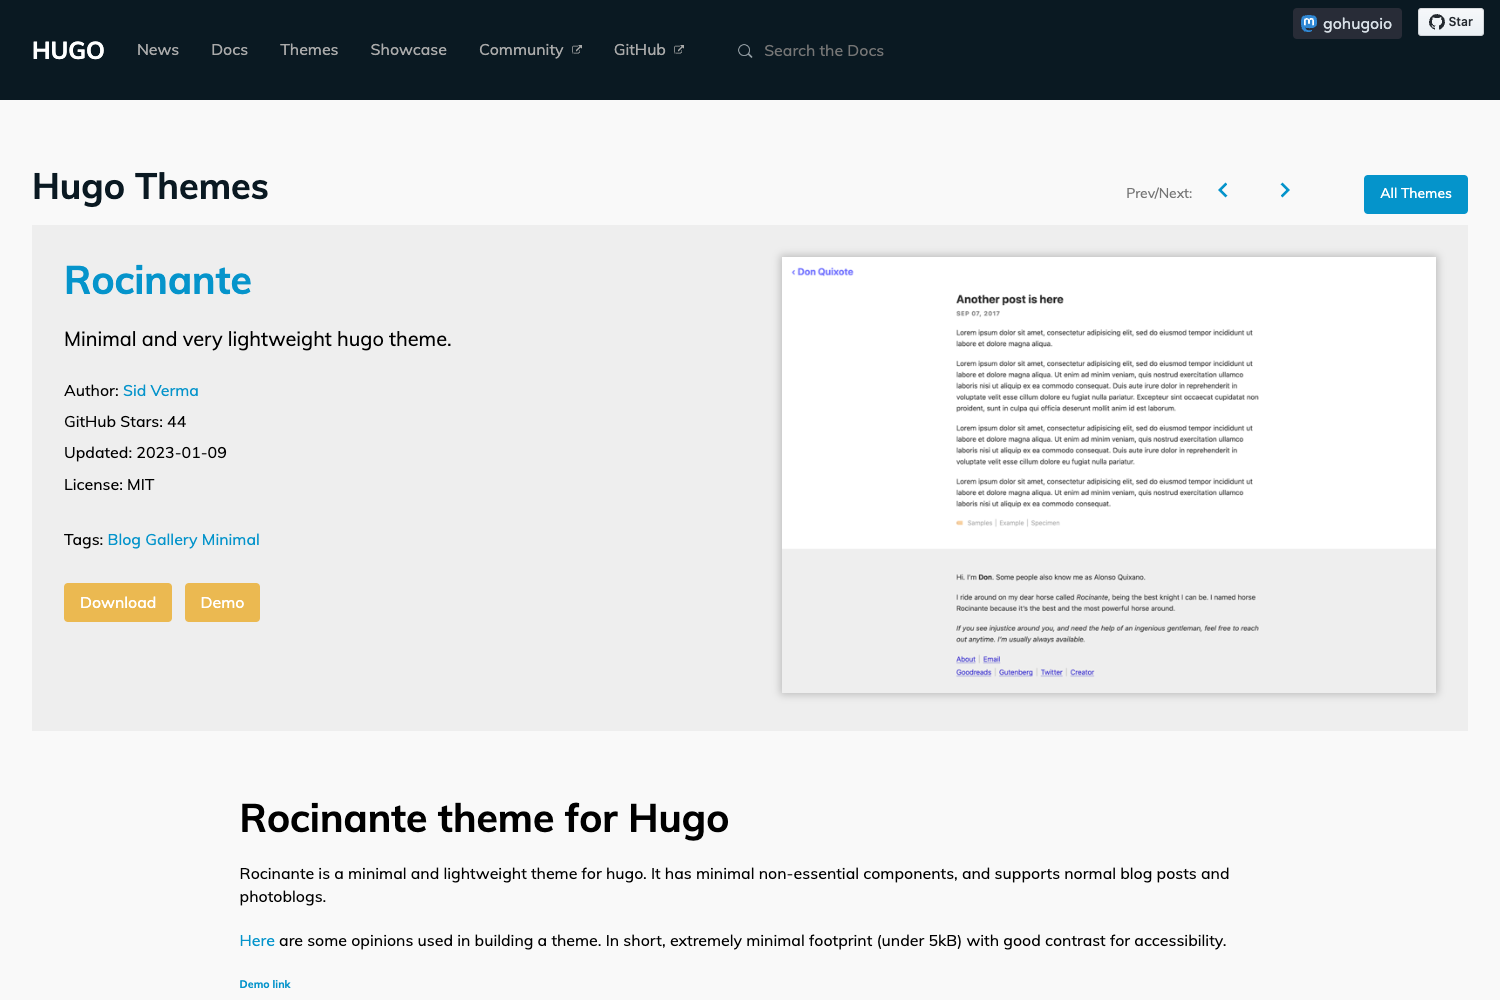 HUGO News Docs Themes Showcase Community GitHub Search the Docs
gohugoio
Star
Hugo Themes
Prev/Next:
All Themes
Rocinante
Minimal and very lightweight hugo theme.
Author: Sid Verma
GitHub Stars: 44
Updated: 2023-01-09
License: MIT
Tags: Blog Gallery Minimal
Download Demo
‹ Don Quixote
Another post is here
SEP 07, 2017
Lorem ipsum dolor sit amet, consectetur adipisicing elit, sed do eiusmod tempor incididunt ut
labore et dolore magna aliqua.
Lorem ipsum dolor sit amet, consectetur adipisicing elit, sed do eiusmod tempor incididunt ut
labore et dolore magna aliqua. Ut enim ad minim veniam, quis nostrud exercitation ullamco
laboris nisi ut aliquip ex ea commodo consequat. Duis aute irure dolor in reprehenderit in
voluptate velit esse cillum dolore eu fugiat nulla pariatur. Excepteur sint occaecat cupidatat non
proident, sunt in culpa qui officia deserunt mollit anim id est laborum.
Lorem ipsum dolor sit amet, consectetur adipisicing elit, sed do eiusmod tempor incididunt ut
labore et dolore magna aliqua. Ut enim ad minim veniam, quis nostrud exercitation ullamco
laboris nisi ut aliquip ex ea commodo consequat. Duis aute irure dolor in reprehenderit in
voluptate velit esse cillum dolore eu fugiat nulla pariatur.
Lorem ipsum dolor sit amet, consectetur adipisicing elit, sed do eiusmod tempor incididunt ut
labore et dolore magna aliqua. Ut enim ad minim veniam, quis nostrud exercitation ullamco
laboris nisi ut aliquip ex ea commodo consequat.
Samples | Example | Specimen
Hi. I'm Don. Some people also know me as Alonso Quixano.
I ride around on my dear horse called Rocinante, being the best knight I can be. I named horse
Rocinante because it's the best and the most powerful horse around.
If you see injustice around you, and need the help of an ingenious gentleman, feel free to reach
out anytime. I'm usually always available.
About | Email
Goodreads | Gutenberg | Twitter | Creator
Rocinante theme for Hugo
Rocinante is a minimal and lightweight theme for hugo. It has minimal non-essential components, and supports normal blog posts and
photoblogs.
Here are some opinions used in building a theme. In short, extremely minimal footprint (under 5kB) with good contrast for accessibility.
Demo link